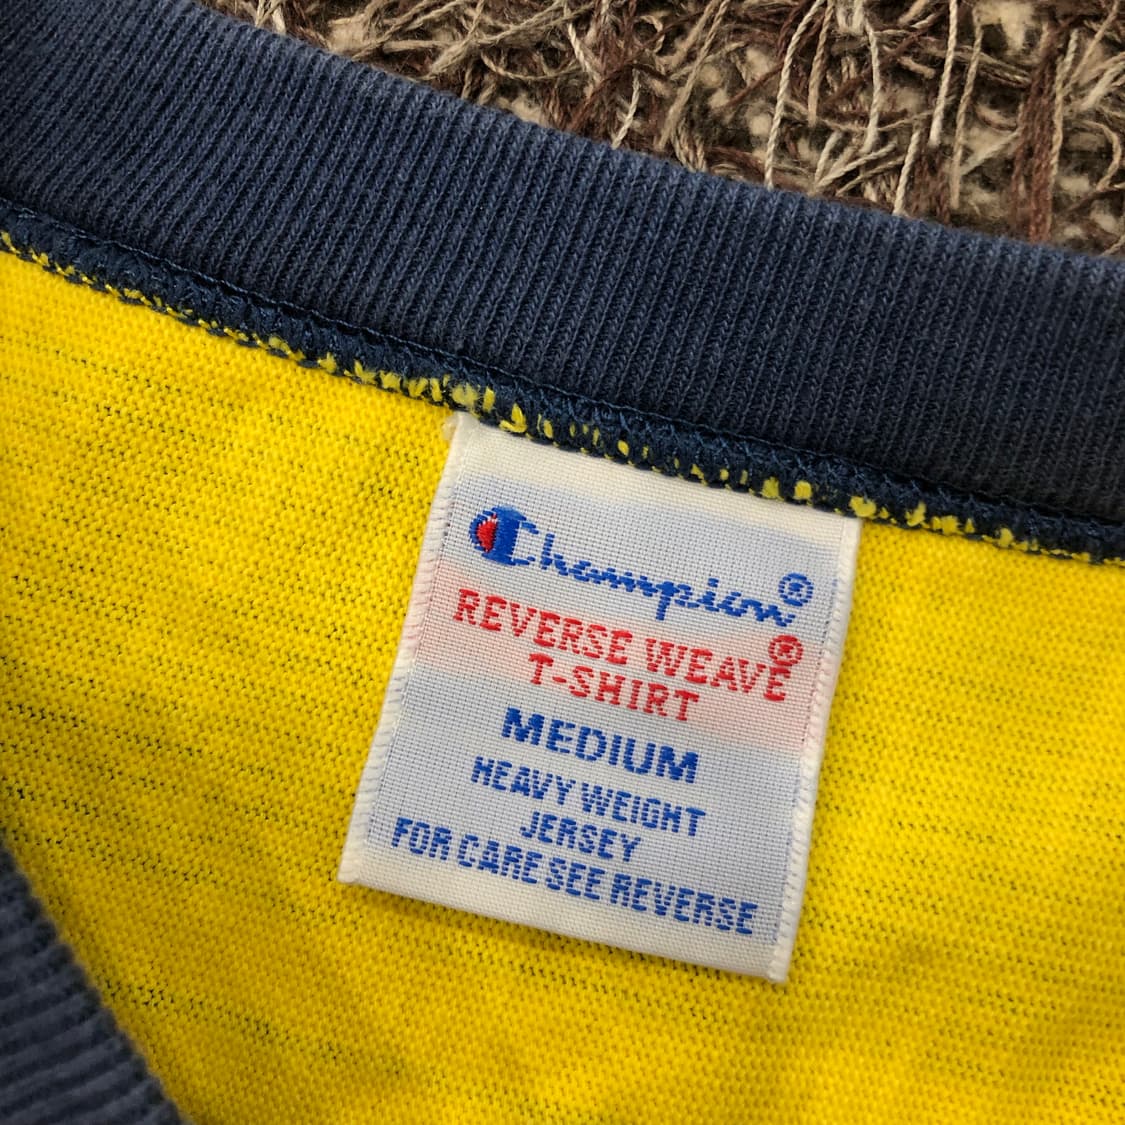 Champion®
REVERSE WEAVE®
T-SHIRT
MEDIUM
HEAVY WEIGHT
JERSEY
FOR CARE SEE REVERSE